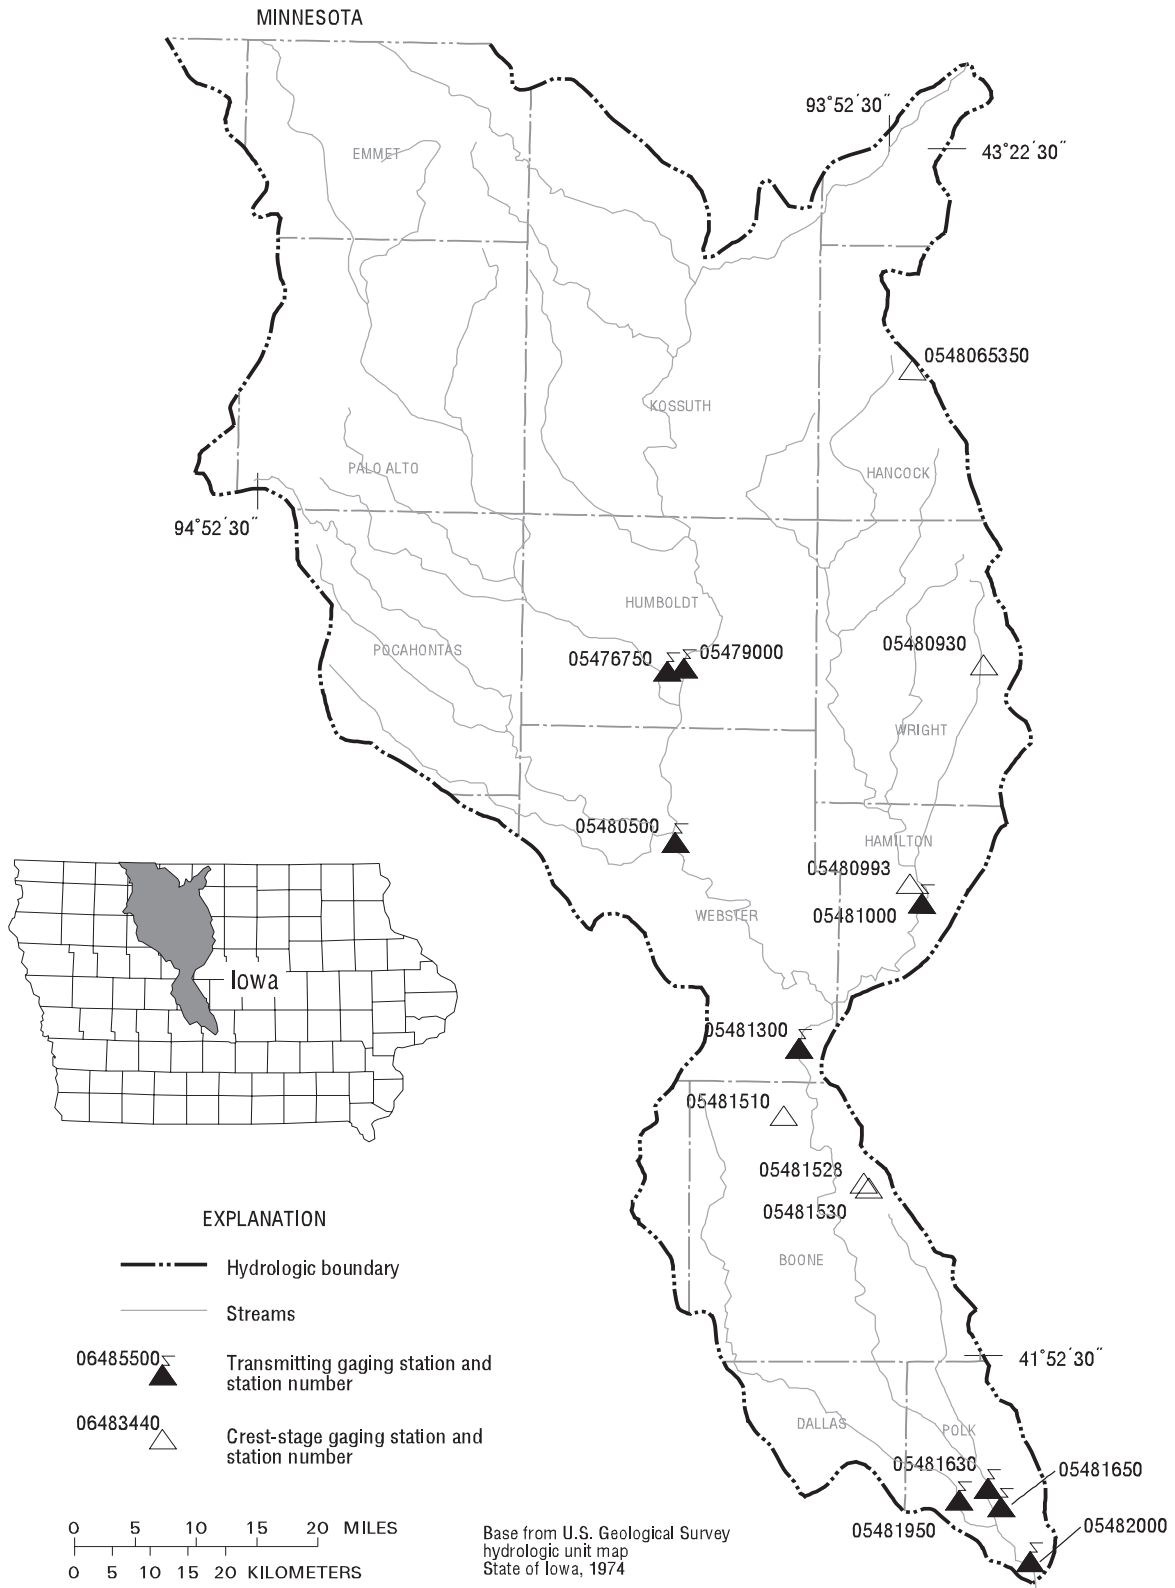 MINNESOTA
93°52′30″
43°22′30″
EMMET
0548065350
KOSSUTH
PALO ALTO
HANCOCK
94°52′30″
HUMBOLDT
05480930
POCAHONTAS
05476750
05479000
WRIGHT
05480500
HAMILTON
05480993
WEBSTER
05481000
Iowa
05481300
05481510
05481528
05481530
BOONE
41°52′30″
DALLAS
POLK
05481630
05481650
05481950
05482000
EXPLANATION
Hydrologic boundary
Streams
06485500
Transmitting gaging station and
station number
06483440
Crest-stage gaging station and
station number
0 5 10 15 20 MILES
0 5 10 15 20 KILOMETERS
Base from U.S. Geological Survey
hydrologic unit map
State of Iowa, 1974